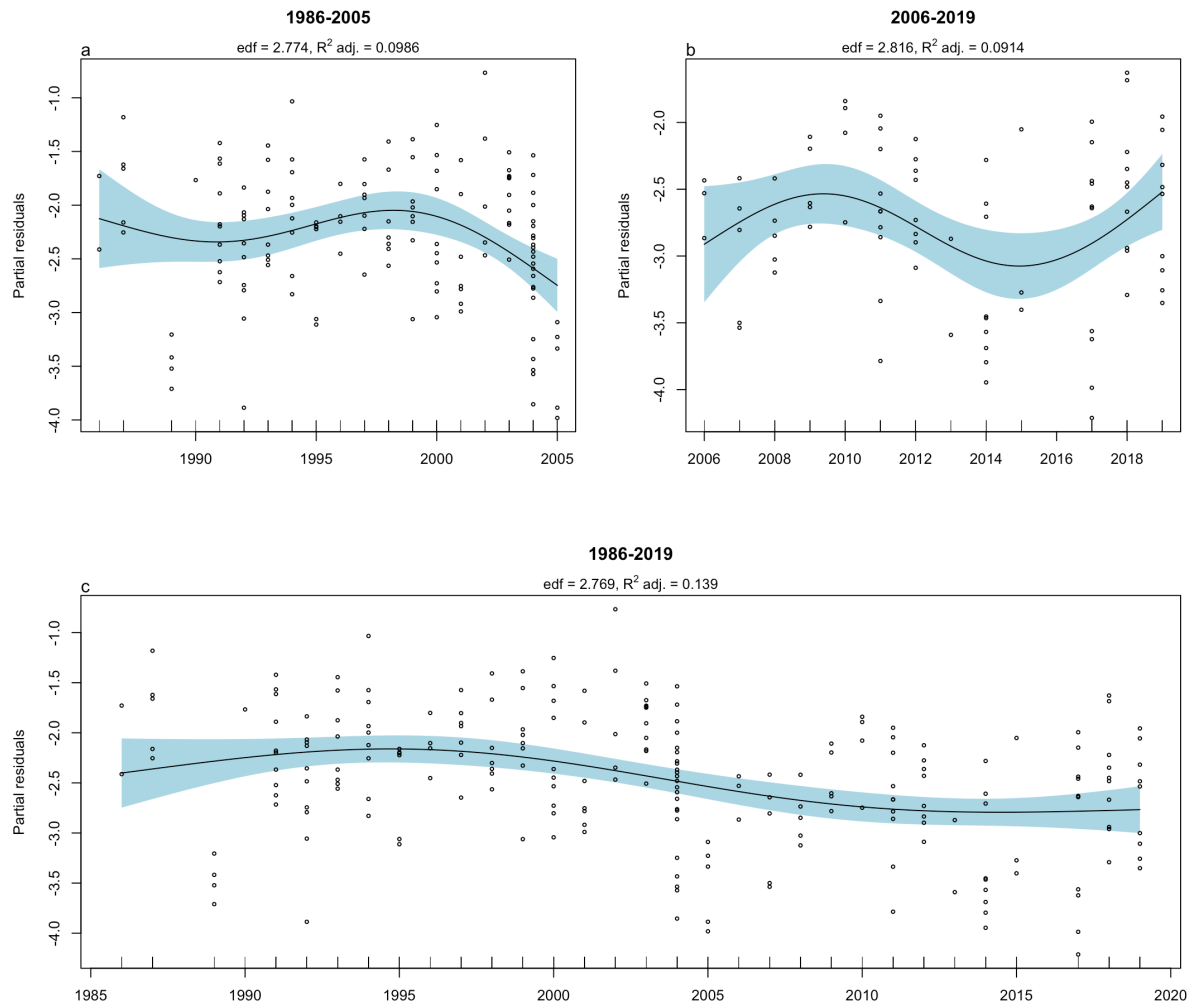 1986-2005
edf = 2.774, R² adj. = 0.0986
a
Partial residuals
-1.0
-1.5
-2.0
-2.5
-3.0
-3.5
-4.0
1990 1995 2000 2005
2006-2019
edf = 2.816, R² adj. = 0.0914
b
Partial residuals
-2.0
-2.5
-3.0
-3.5
-4.0
2006 2008 2010 2012 2014 2016 2018
1986-2019
edf = 2.769, R² adj. = 0.139
c
Partial residuals
-1.0
-1.5
-2.0
-2.5
-3.0
-3.5
-4.0
1985 1990 1995 2000 2005 2010 2015 2020